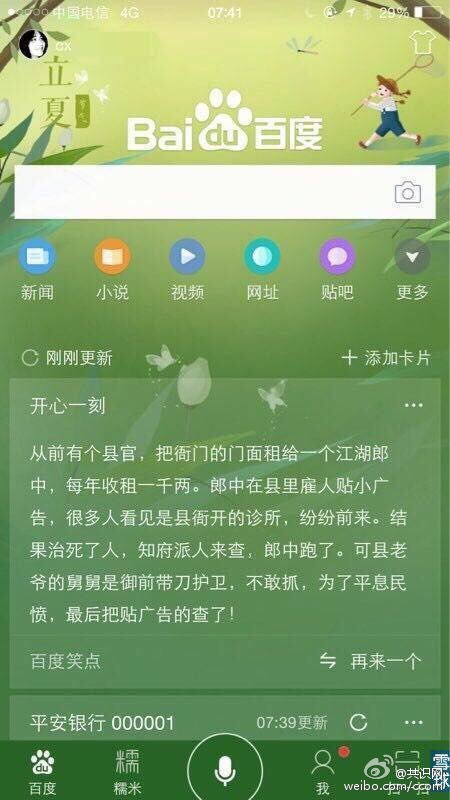 中国电信 4G 07:41 29%
cx
立夏
Baidu百度
新闻 小说 视频 网址 贴吧 更多
刚刚更新 添加卡片
开心一刻
从前有个县官，把衙门的门面租给一个江湖郎
中，每年收租一千两。郎中在县里雇人贴小广
告，很多人看见是县衙开的诊所，纷纷前来。结
果治死了人，知府派人来查，郎中跑了。可县老
爷的舅舅是御前带刀护卫，不敢抓，为了平息民
愤，最后把贴广告的查了！
百度笑点 再来一个
平安银行 000001 07:39更新
百度 糯米 我
糯
@共识网
雪球